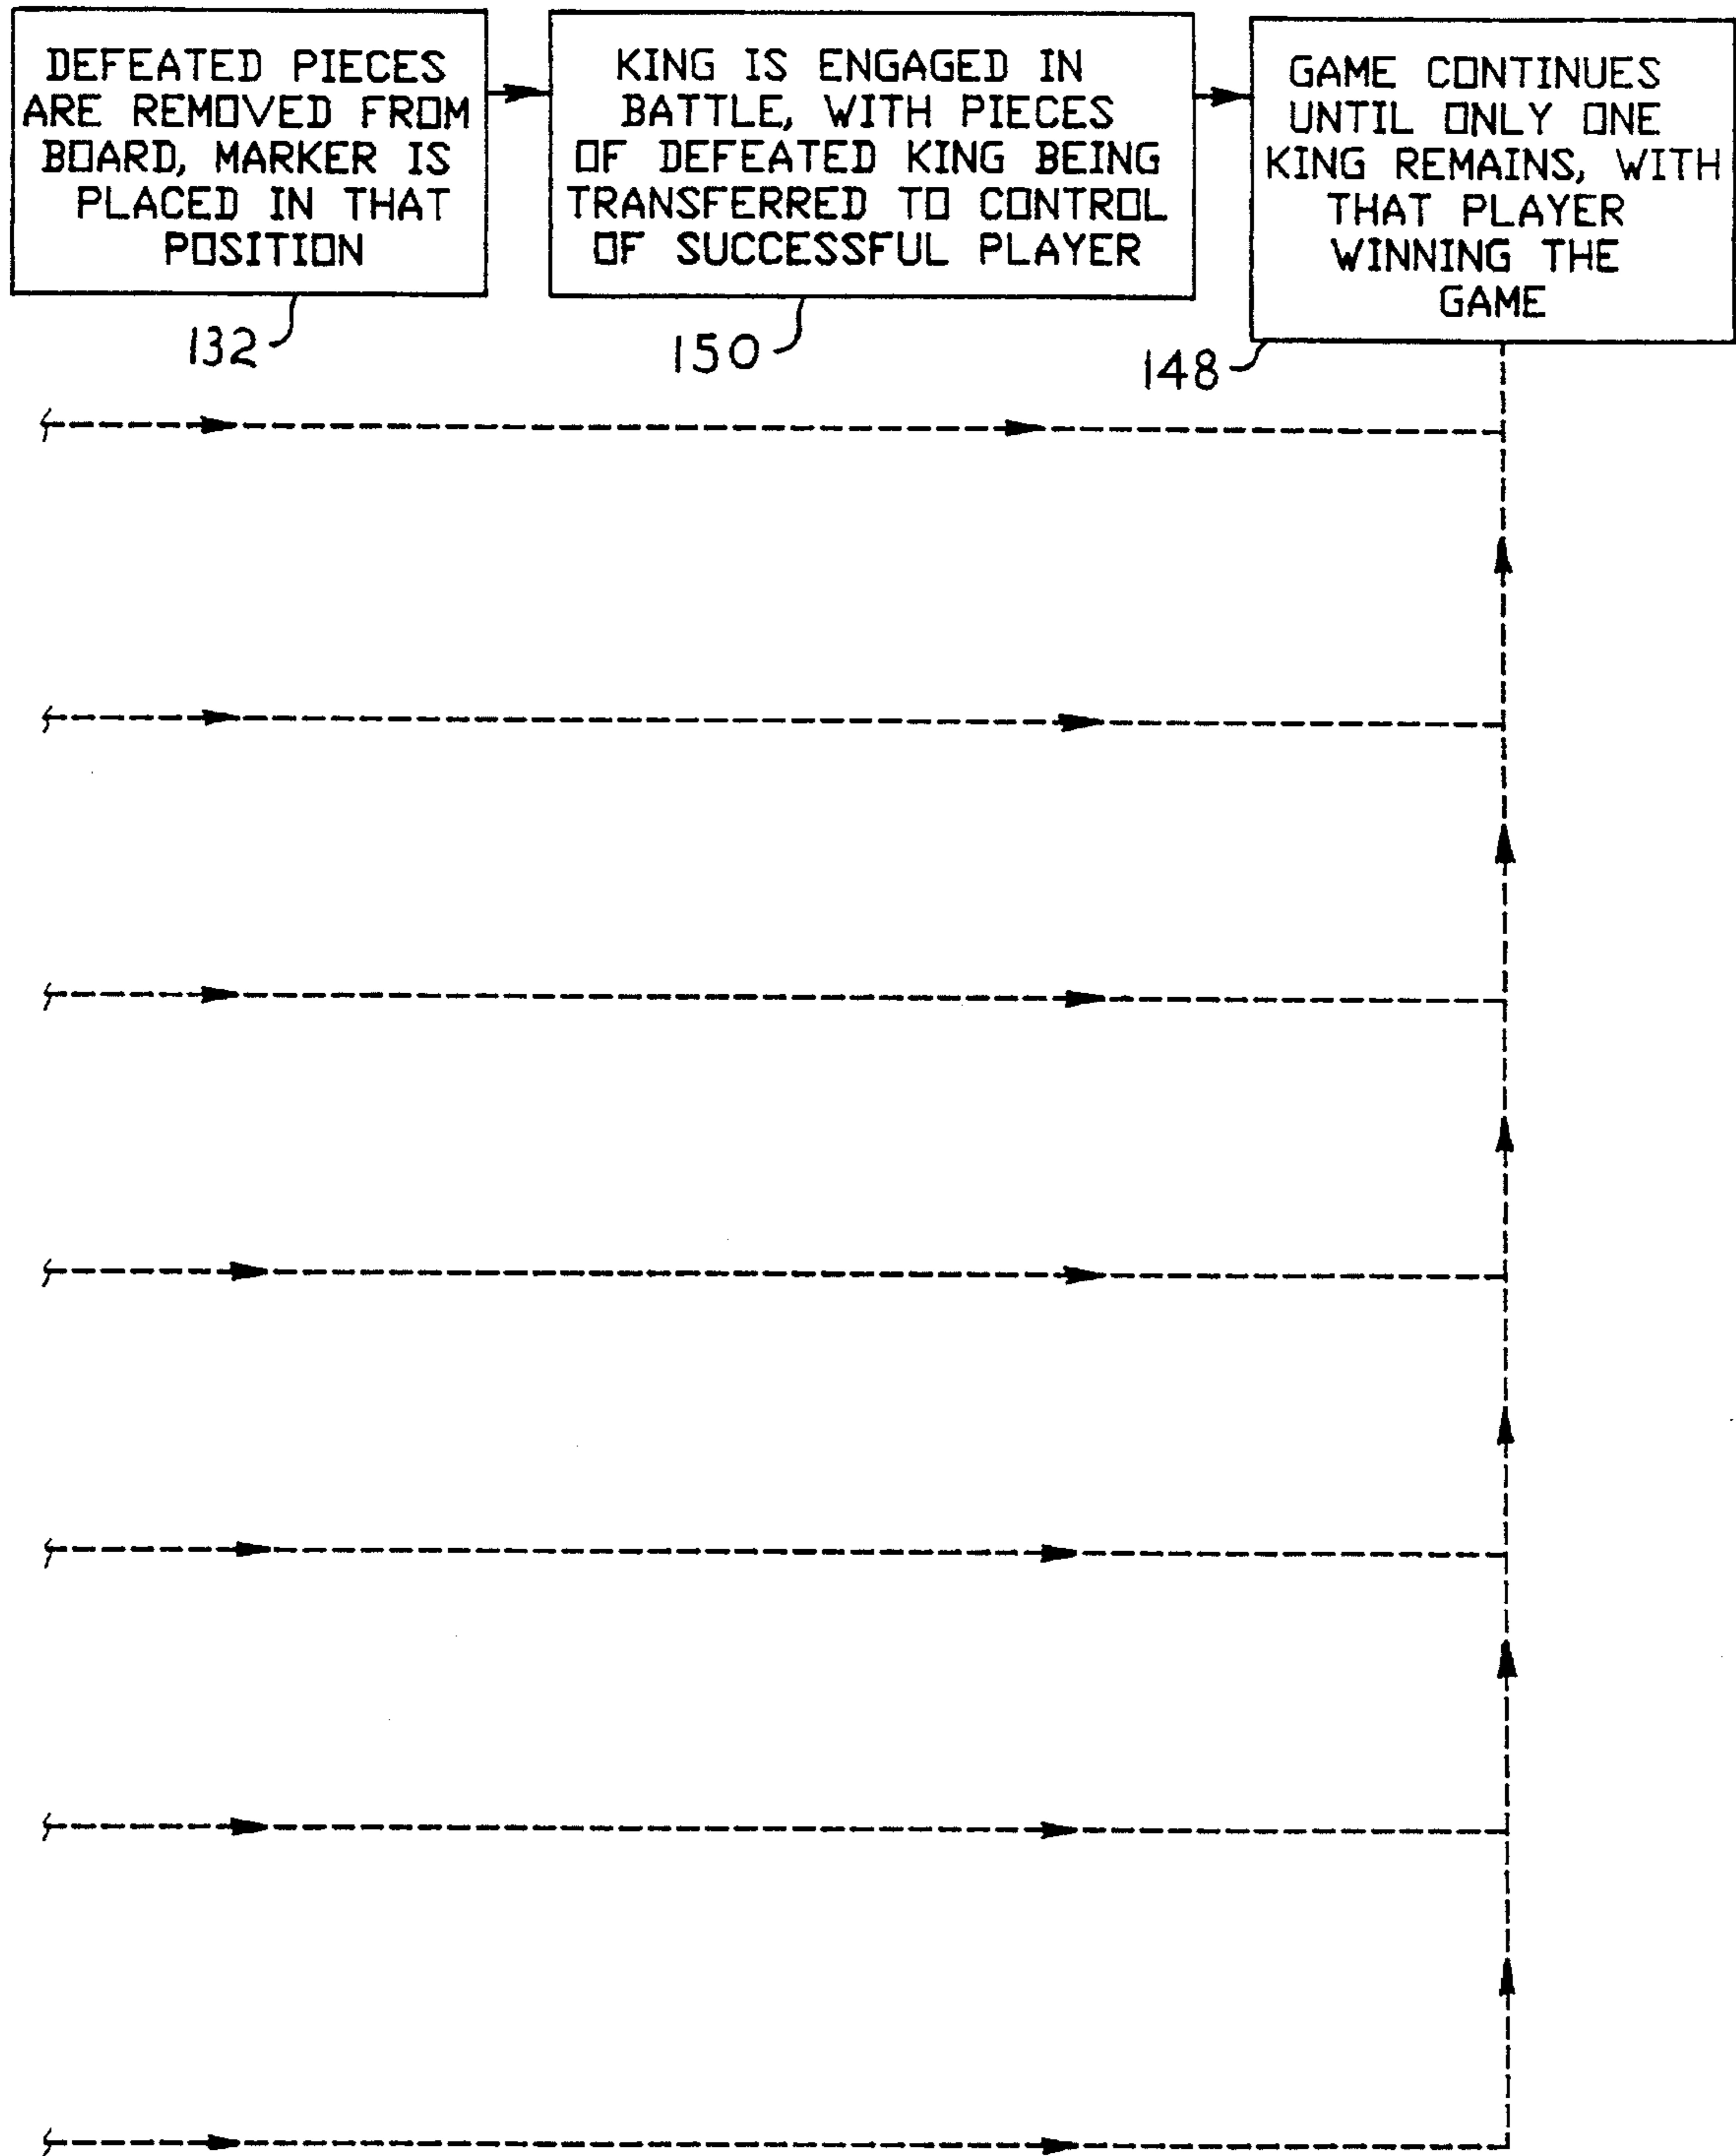 DEFEATED PIECES
ARE REMOVED FROM
BOARD, MARKER IS
PLACED IN THAT
POSITION
132
KING IS ENGAGED IN
BATTLE, WITH PIECES
OF DEFEATED KING BEING
TRANSFERRED TO CONTROL
OF SUCCESSFUL PLAYER
150
GAME CONTINUES
UNTIL ONLY ONE
KING REMAINS, WITH
THAT PLAYER
WINNING THE
GAME
148